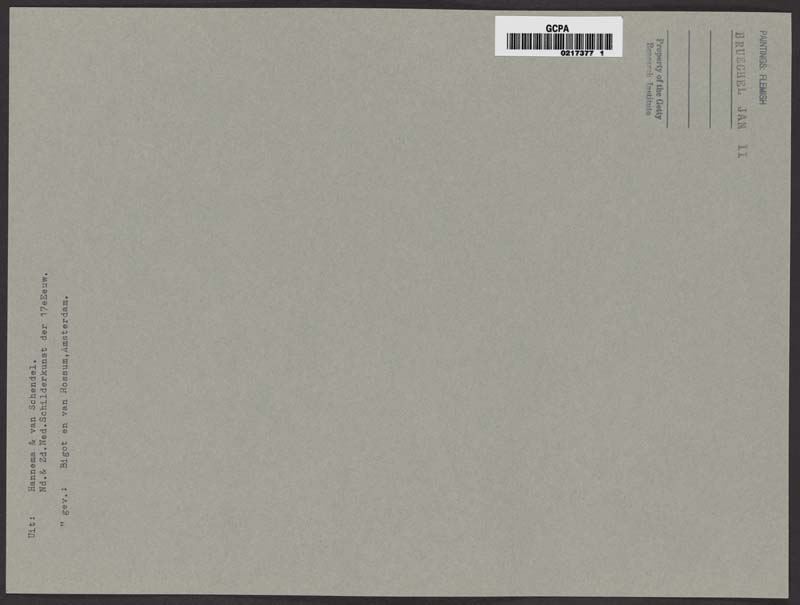 GCPA
0217377 1
PAINTINGS: FLEMISH
BRUEGHEL JAN II
Property of the Getty
Research Institute
Uit: Hannema & van Schendel.
Nd.& Zd.Ned.Schilderkunst der 17eEeuw.
" gev.: Bigot en van Rossum,Amsterdam.